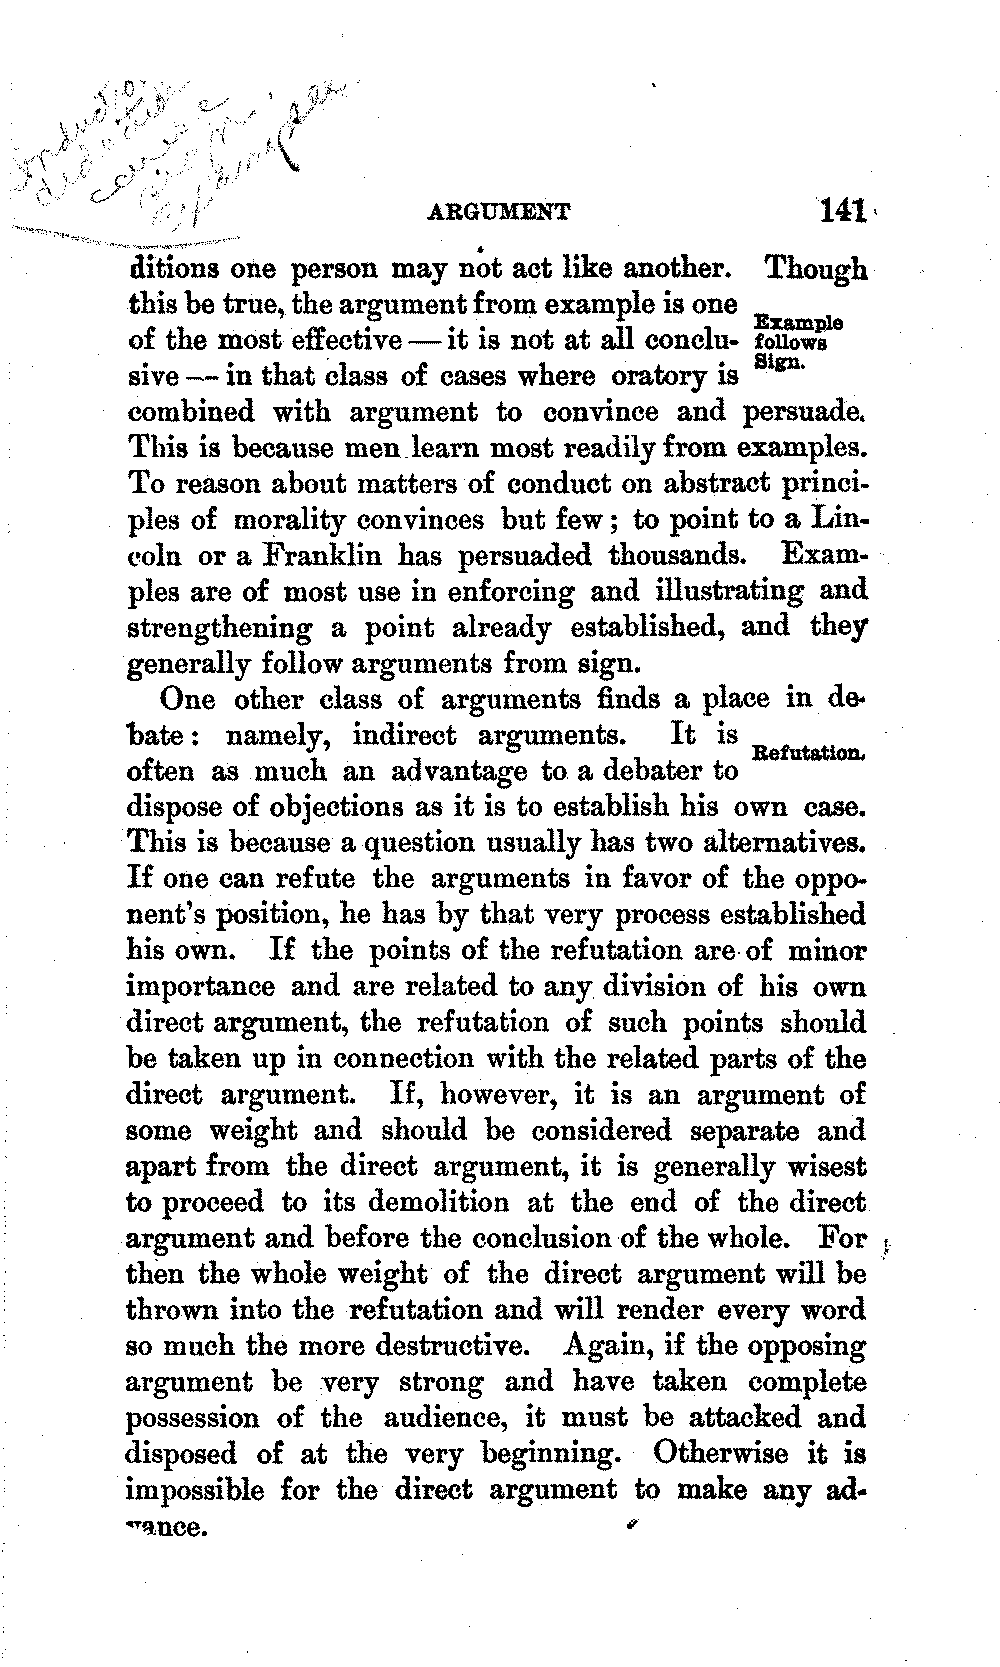 ARGUMENT 141
ditions one person may not act like another. Though
this be true, the argument from example is one
of the most effective — it is not at all conclu-
sive — in that class of cases where oratory is
Example
follows
Sign.
combined with argument to convince and persuade.
This is because men learn most readily from examples.
To reason about matters of conduct on abstract princi-
ples of morality convinces but few; to point to a Lin-
coln or a Franklin has persuaded thousands. Exam-
ples are of most use in enforcing and illustrating and
strengthening a point already established, and they
generally follow arguments from sign.
One other class of arguments finds a place in de-
bate: namely, indirect arguments. It is
often as much an advantage to a debater to
Refutation.
dispose of objections as it is to establish his own case.
This is because a question usually has two alternatives.
If one can refute the arguments in favor of the oppo-
nent's position, he has by that very process established
his own. If the points of the refutation are of minor
importance and are related to any division of his own
direct argument, the refutation of such points should
be taken up in connection with the related parts of the
direct argument. If, however, it is an argument of
some weight and should be considered separate and
apart from the direct argument, it is generally wisest
to proceed to its demolition at the end of the direct
argument and before the conclusion of the whole. For
then the whole weight of the direct argument will be
thrown into the refutation and will render every word
so much the more destructive. Again, if the opposing
argument be very strong and have taken complete
possession of the audience, it must be attacked and
disposed of at the very beginning. Otherwise it is
impossible for the direct argument to make any ad-
vance.